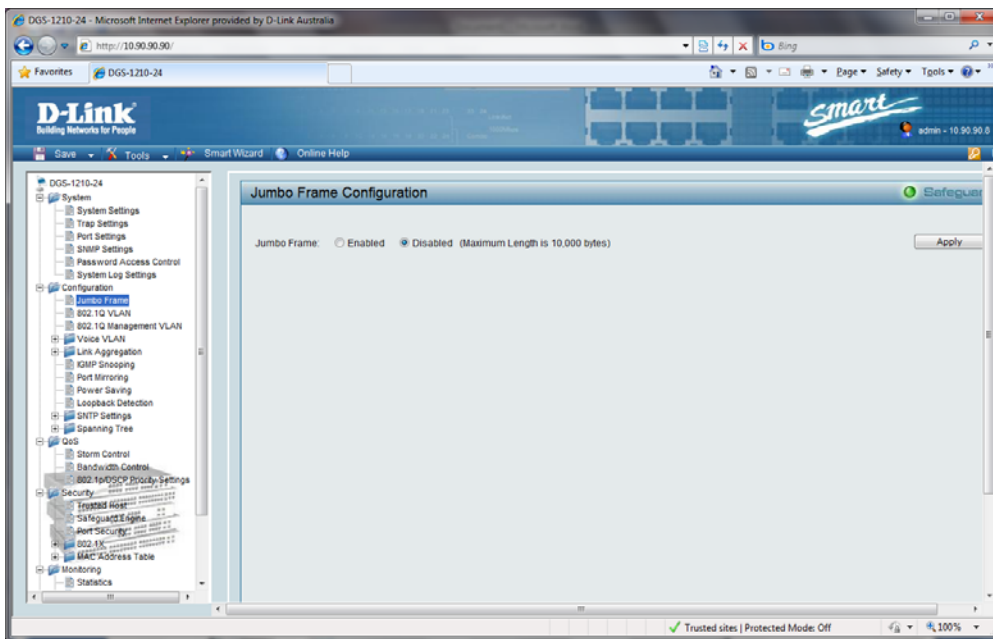 DGS-1210-24 - Microsoft Internet Explorer provided by D-Link Australia
http://10.90.90.90/
Bing
Favorites
DGS-1210-24
Page
Safety
Tools
D-Link
Building Networks for People
smart
admin - 10.90.90.8
Save
Tools
Smart Wizard
Online Help
DGS-1210-24
System
System Settings
Trap Settings
Port Settings
SNMP Settings
Password Access Control
System Log Settings
Configuration
Jumbo Frame
802.1Q VLAN
802.1Q Management VLAN
Voice VLAN
Link Aggregation
IGMP Snooping
Port Mirroring
Power Saving
Loopback Detection
SNTP Settings
Spanning Tree
QoS
Storm Control
Bandwidth Control
802.1p/DSCP Priority Settings
Security
Trusted Host
Safeguard Engine
Port Security
802.1X
MAC Address Table
Monitoring
Statistics
Jumbo Frame Configuration
Safeguar
Jumbo Frame: Enabled Disabled (Maximum Length is 10,000 bytes)
Apply
Trusted sites | Protected Mode: Off
100%